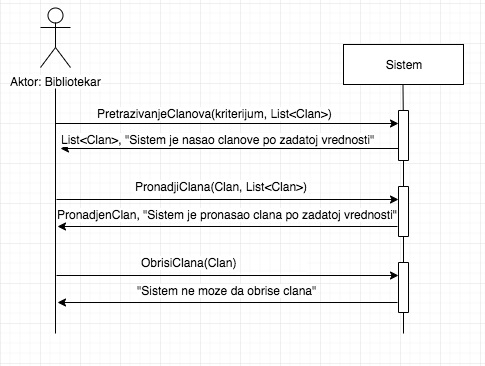 Aktor: Bibliotekar
Sistem
PretrazivanjeClanova(kriterijum, List<Clan>)
List<Clan>, "Sistem je nasao clanove po zadatoj vrednosti"
PronadjiClana(Clan, List<Clan>)
PronadjenClan, "Sistem je pronasao clana po zadatoj vrednosti"
ObrisiClana(Clan)
"Sistem ne moze da obrise clana"